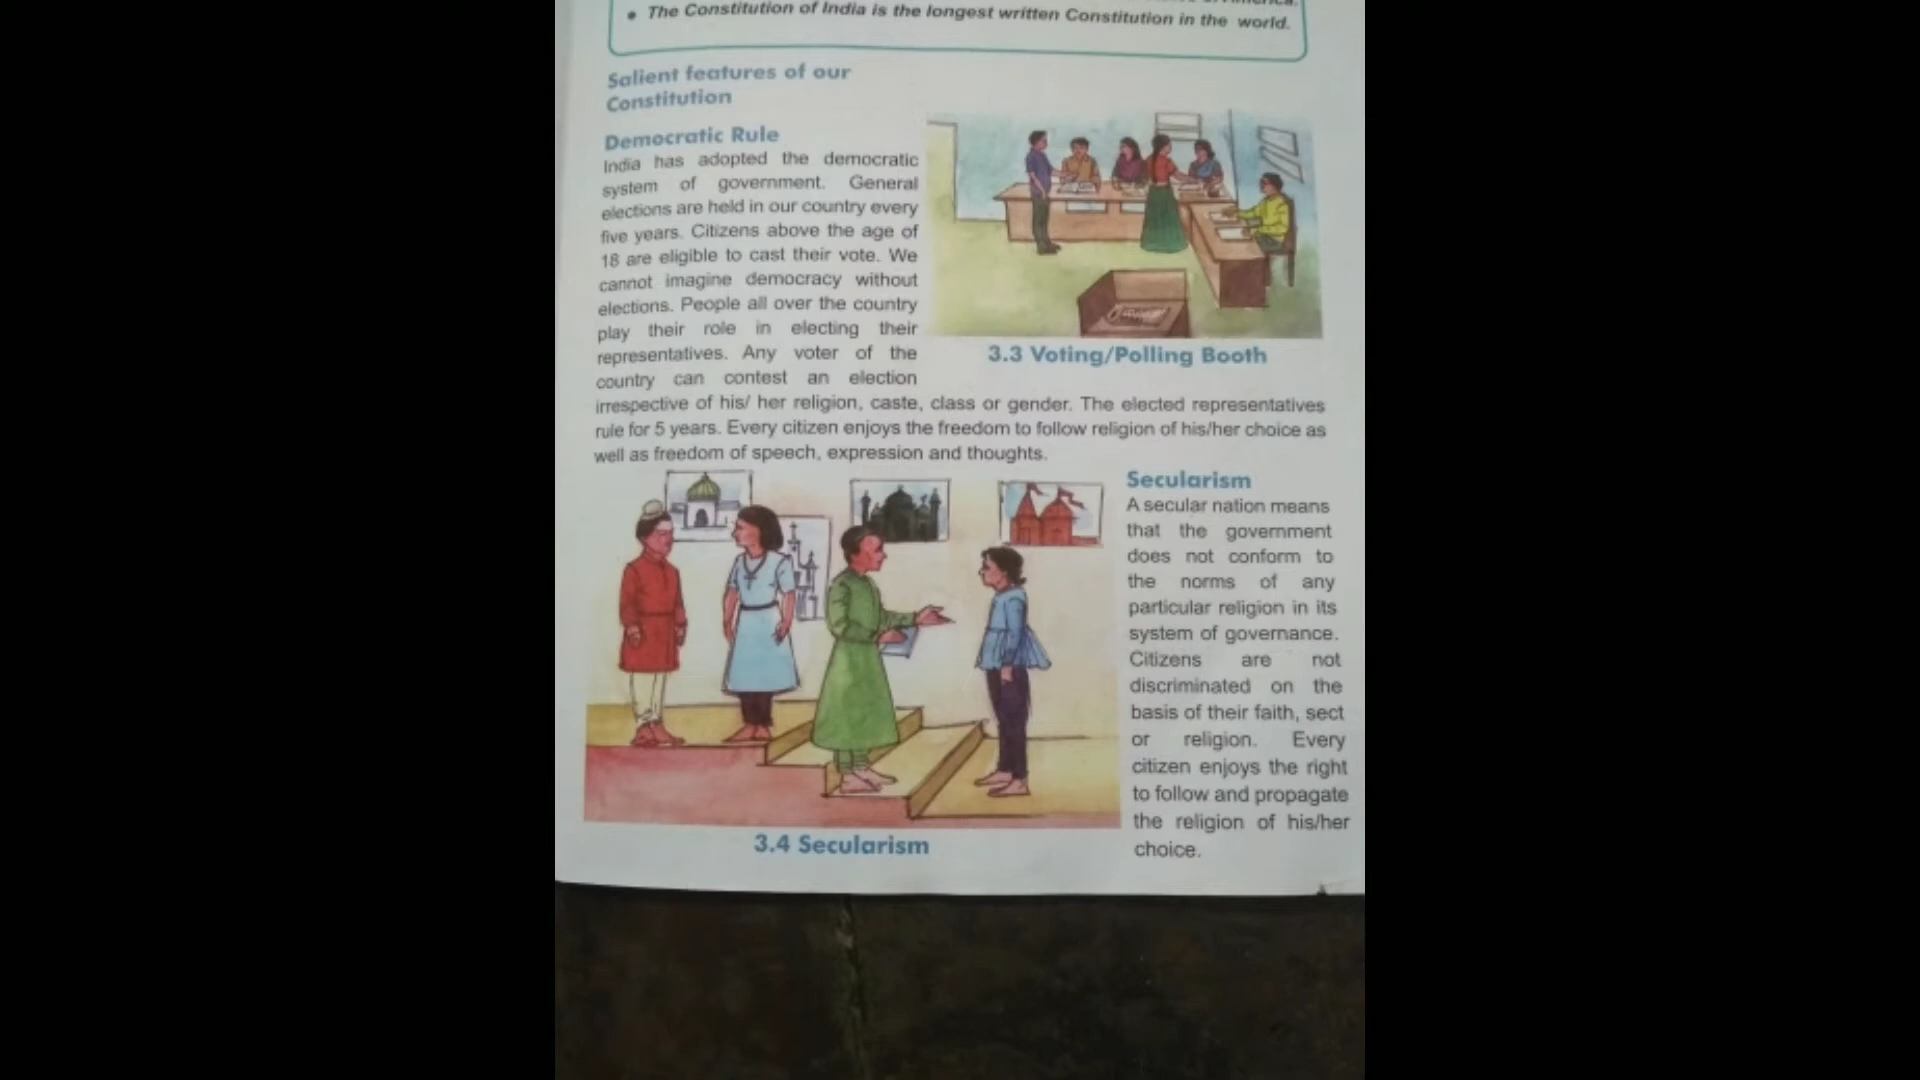 • The Constitution of India is the longest written Constitution in the world.
Salient features of our
Constitution
Democratic Rule
India has adopted the democratic
system of government. General
elections are held in our country every
five years. Citizens above the age of
18 are eligible to cast their vote. We
cannot imagine democracy without
elections. People all over the country
play their role in electing their
representatives. Any voter of the
country can contest an election
irrespective of his/ her religion, caste, class or gender. The elected representatives
rule for 5 years. Every citizen enjoys the freedom to follow religion of his/her choice as
well as freedom of speech, expression and thoughts.
3.3 Voting/Polling Booth
Secularism
A secular nation means
that the government
does not conform to
the norms of any
particular religion in its
system of governance.
Citizens are not
discriminated on the
basis of their faith, sect
or religion. Every
citizen enjoys the right
to follow and propagate
the religion of his/her
choice.
3.4 Secularism